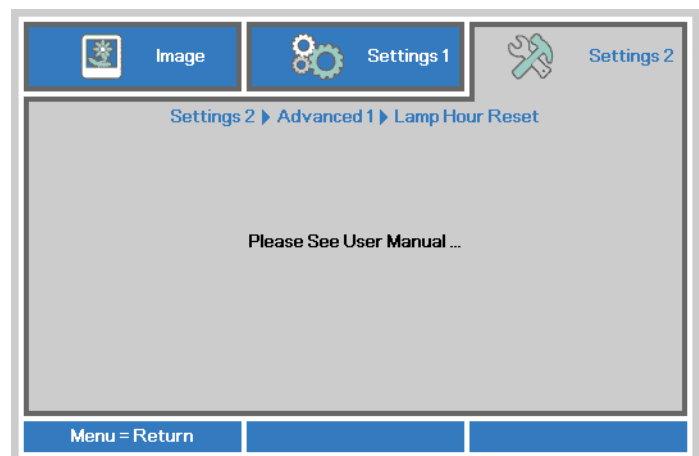 Image
Settings 1
Settings 2
Settings 2 ▶ Advanced 1 ▶ Lamp Hour Reset
Please See User Manual ...
Menu = Return